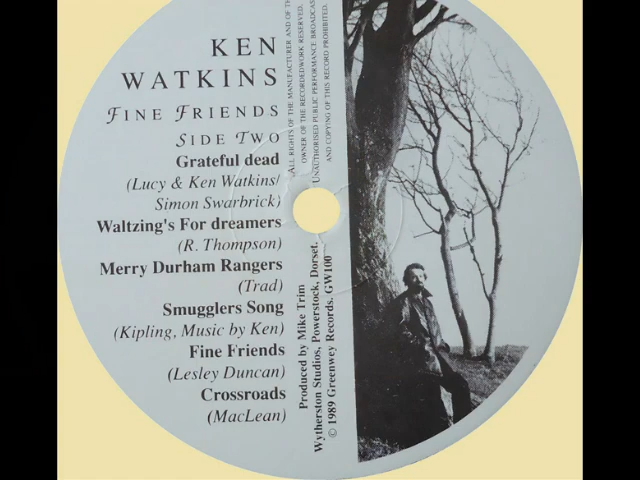 KEN
WATKINS
FINE FRIENDS
SIDE TWO
Grateful dead
(Lucy & Ken Watkins/
Simon Swarbrick)
Waltzing's For dreamers
(R. Thompson)
Merry Durham Rangers
(Trad)
Smugglers Song
(Kipling, Music by Ken)
Fine Friends
(Lesley Duncan)
Crossroads
(MacLean)
ALL RIGHTS OF THE MANUFACTURER AND OF TH
OWNER OF THE RECORDEDWORK RESERVED.
UNAUTHORISED PUBLIC PERFORMANCE BROADCAS
AND COPYING OF THIS RECORD PROHIBITED.
Produced by Mike Trim
Wytherston Studios, Powerstock, Dorset.
© 1989 Greenwey Records. GW100